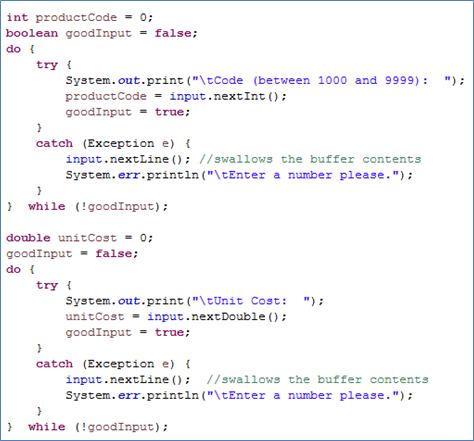 int productCode = 0;
boolean goodInput = false;
do {
    try {
        System.out.print("\tCode (between 1000 and 9999):  ");
        productCode = input.nextInt();
        goodInput = true;
    }
    catch (Exception e) {
        input.nextLine(); //swallows the buffer contents
        System.err.println("\tEnter a number please.");
    }
}  while (!goodInput);

double unitCost = 0;
goodInput = false;
do {
    try {
        System.out.print("\tUnit Cost:  ");
        unitCost = input.nextDouble();
        goodInput = true;
    }
    catch (Exception e) {
        input.nextLine();  //swallows the buffer contents
        System.err.println("\tEnter a number please.");
    }
}  while (!goodInput);